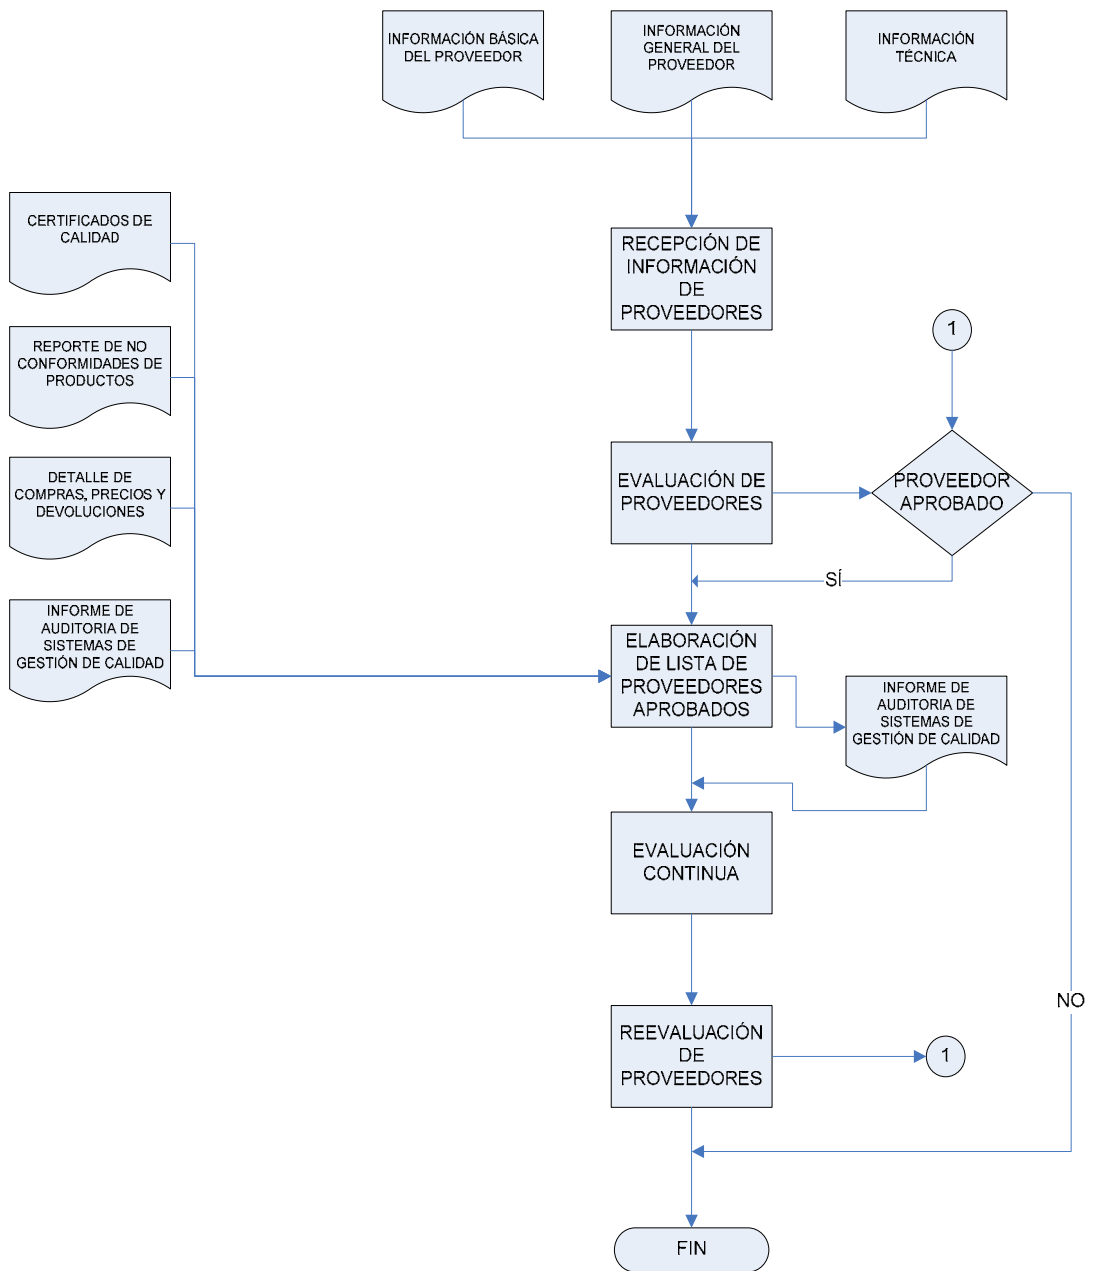 INFORMACIÓN BÁSICA
DEL PROVEEDOR
INFORMACIÓN
GENERAL DEL
PROVEEDOR
INFORMACIÓN
TÉCNICA
CERTIFICADOS DE
CALIDAD
RECEPCIÓN DE
INFORMACIÓN
DE
PROVEEDORES
REPORTE DE NO
CONFORMIDADES DE
PRODUCTOS
1
DETALLE DE
COMPRAS, PRECIOS Y
DEVOLUCIONES
EVALUACIÓN DE
PROVEEDORES
PROVEEDOR
APROBADO
SÍ
INFORME DE
AUDITORIA DE
SISTEMAS DE
GESTIÓN DE CALIDAD
ELABORACIÓN
DE LISTA DE
PROVEEDORES
APROBADOS
INFORME DE
AUDITORIA DE
SISTEMAS DE
GESTIÓN DE CALIDAD
EVALUACIÓN
CONTINUA
NO
REEVALUACIÓN
DE
PROVEEDORES
1
FIN